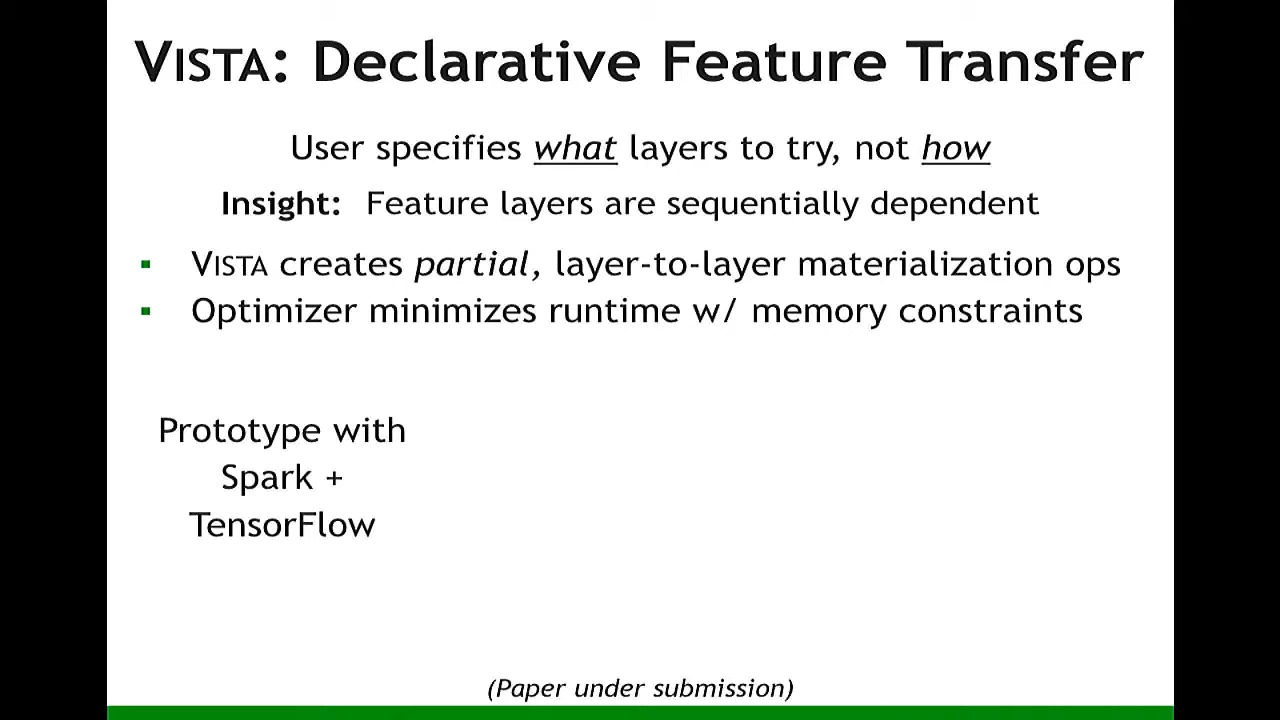 VISTA: Declarative Feature Transfer
User specifies what layers to try, not how
Insight: Feature layers are sequentially dependent
▪ VISTA creates partial, layer-to-layer materialization ops
▪ Optimizer minimizes runtime w/ memory constraints
Prototype with
Spark +
TensorFlow
(Paper under submission)